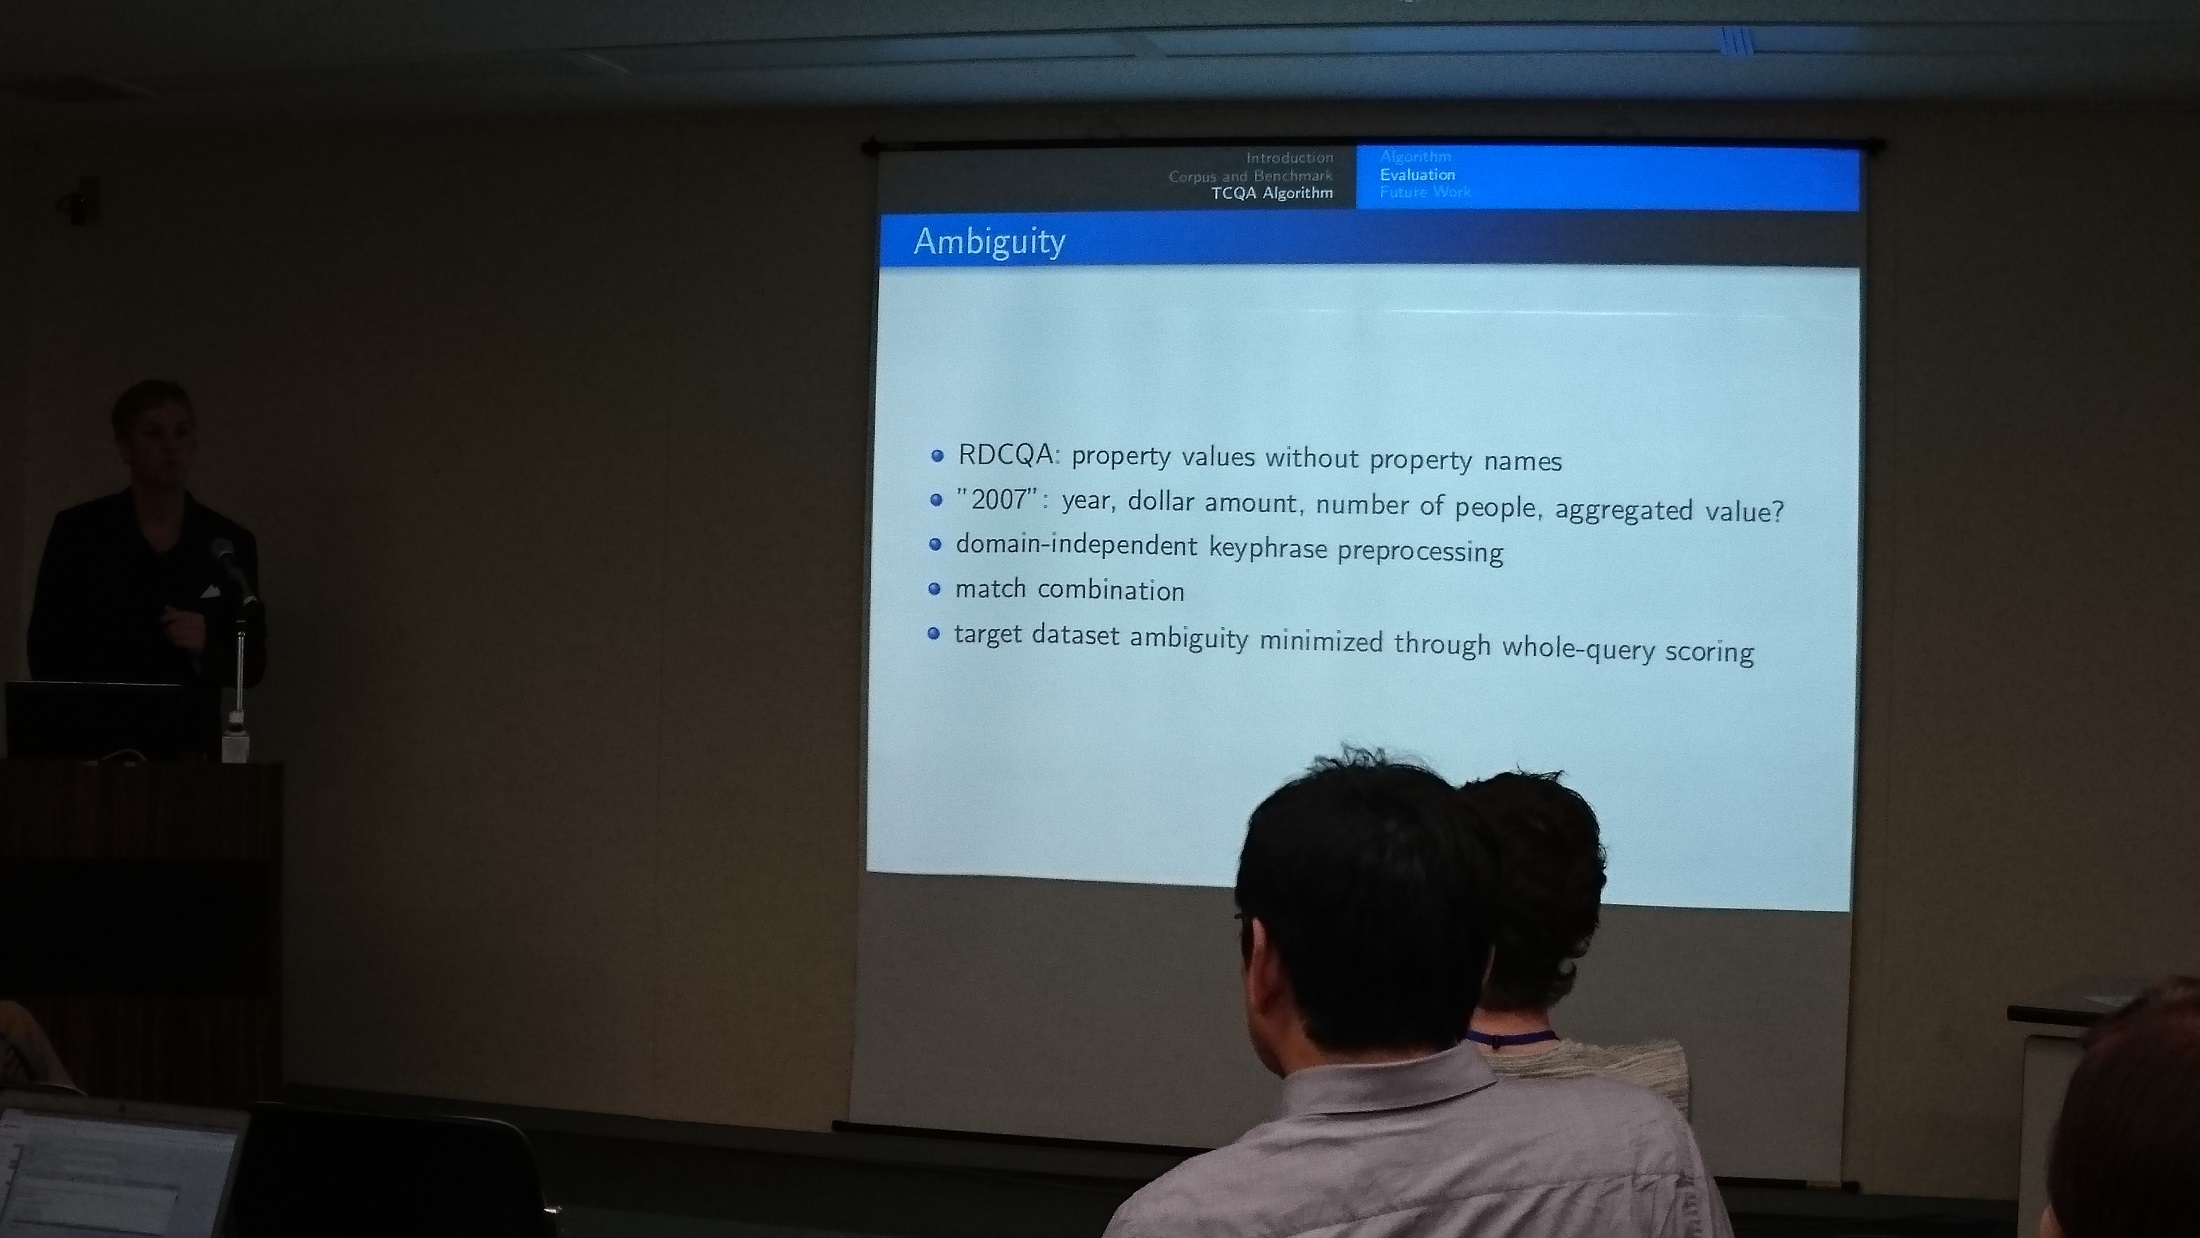 Introduction
Corpus and Benchmark
TCQA Algorithm
Algorithm
Evaluation
Future Work
Ambiguity
RDCQA: property values without property names
"2007": year, dollar amount, number of people, aggregated value?
domain-independent keyphrase preprocessing
match combination
target dataset ambiguity minimized through whole-query scoring